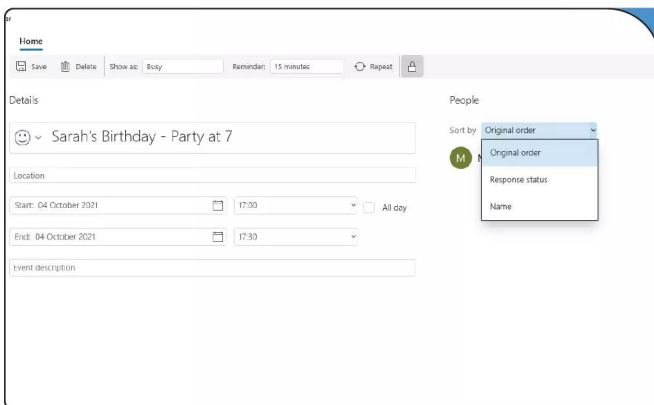 ar
Home
Save Delete Show as: Busy Reminder: 15 minutes Repeat
Details
Sarah's Birthday - Party at 7
Location
Start: 04 October 2021 17:00 All day
End: 04 October 2021 17:30
Event description
People
Sort by Original order
M
Original order
Response status
Name